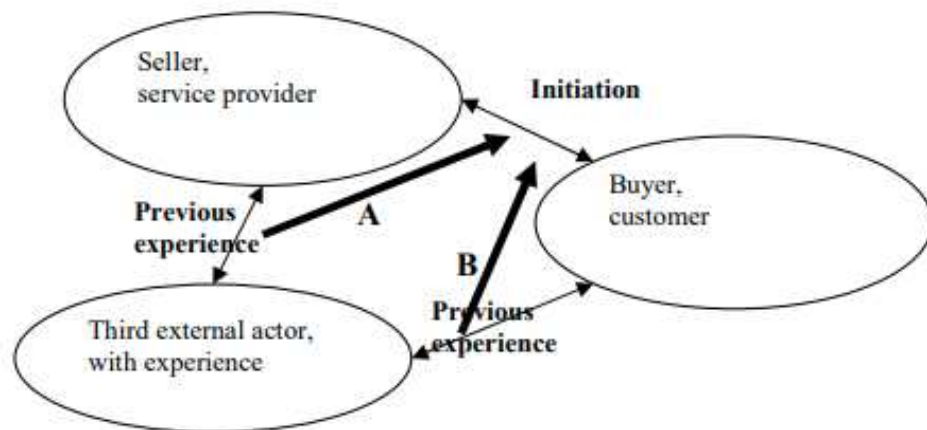 Seller,
service provider
Initiation
Buyer,
customer
Previous
experience
A
B
Previous
experience
Third external actor,
with experience